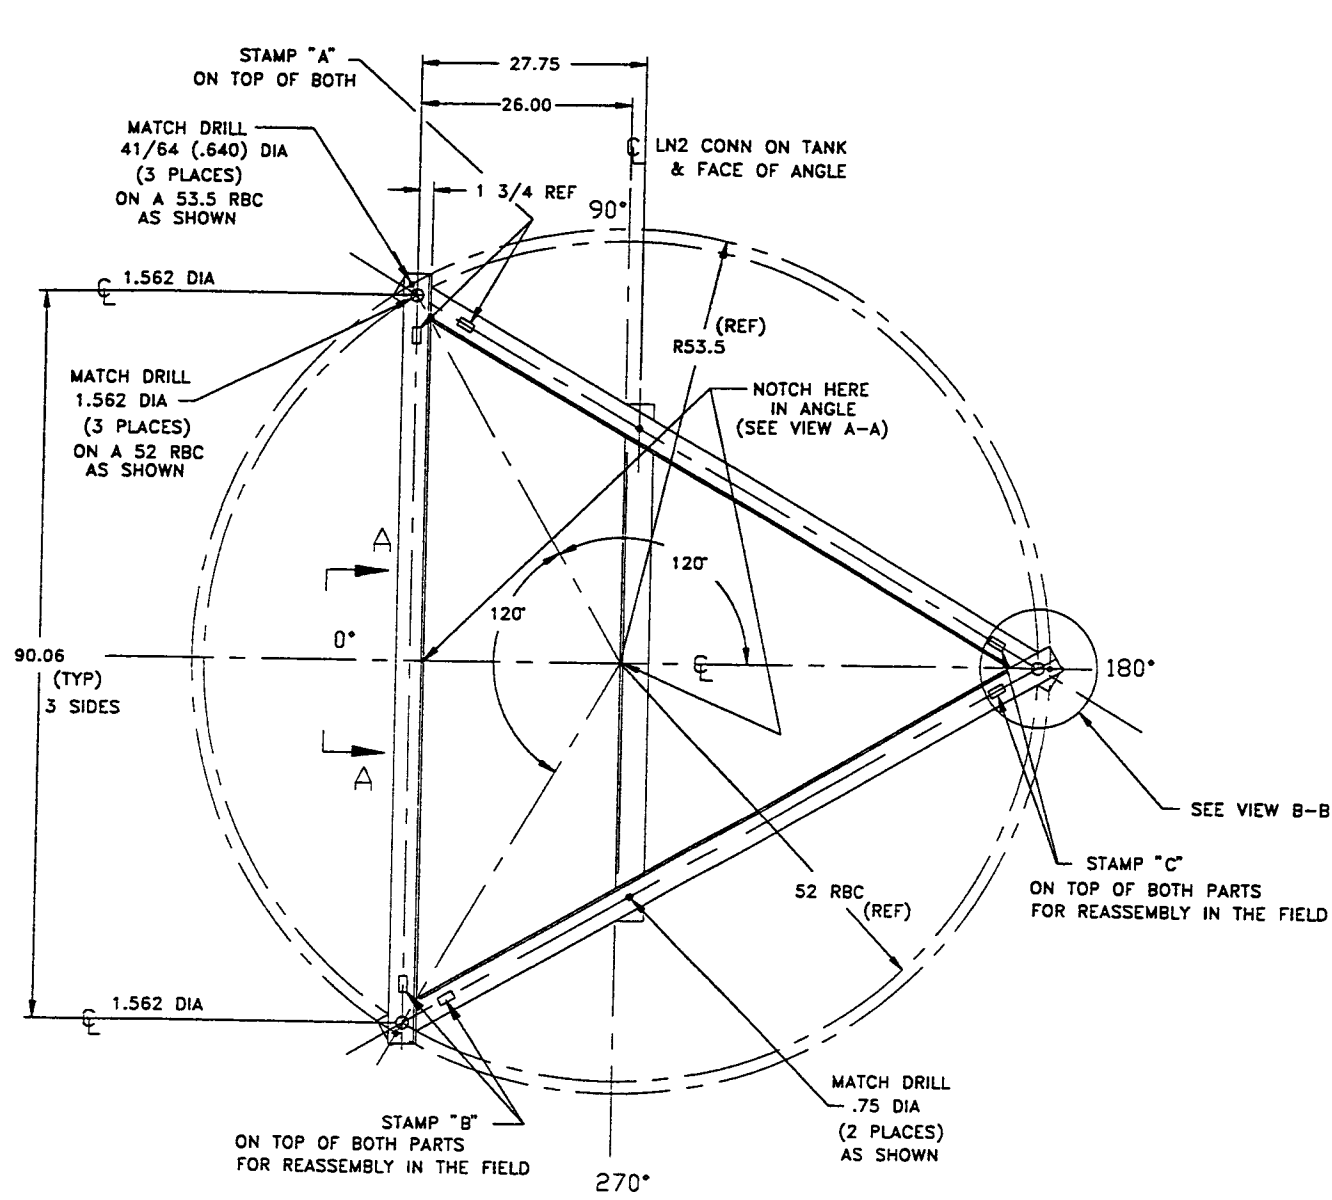 STAMP "A"
ON TOP OF BOTH
27.75
26.00
MATCH DRILL
41/64 (.640) DIA
(3 PLACES)
ON A 53.5 RBC
AS SHOWN
CL LN2 CONN ON TANK
& FACE OF ANGLE
1 3/4 REF
90°
CL 1.562 DIA
(REF)
R53.5
MATCH DRILL
1.562 DIA
(3 PLACES)
ON A 52 RBC
AS SHOWN
NOTCH HERE
IN ANGLE
(SEE VIEW A-A)
A
120°
120°
0°
90.06
(TYP)
3 SIDES
CL
180°
A
SEE VIEW B-B
STAMP "C"
ON TOP OF BOTH PARTS
FOR REASSEMBLY IN THE FIELD
52 RBC
(REF)
CL 1.562 DIA
MATCH DRILL
.75 DIA
(2 PLACES)
AS SHOWN
STAMP "B"
ON TOP OF BOTH PARTS
FOR REASSEMBLY IN THE FIELD
270°